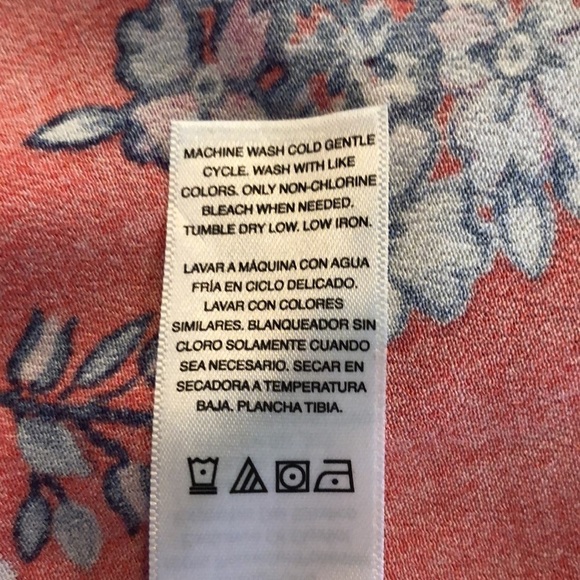 MACHINE WASH COLD GENTLE
CYCLE. WASH WITH LIKE
COLORS. ONLY NON-CHLORINE
BLEACH WHEN NEEDED.
TUMBLE DRY LOW. LOW IRON.
LAVAR A MÁQUINA CON AGUA
FRÍA EN CICLO DELICADO.
LAVAR CON COLORES
SIMILARES. BLANQUEADOR SIN
CLORO SOLAMENTE CUANDO
SEA NECESARIO. SECAR EN
SECADORA A TEMPERATURA
BAJA. PLANCHA TIBIA.